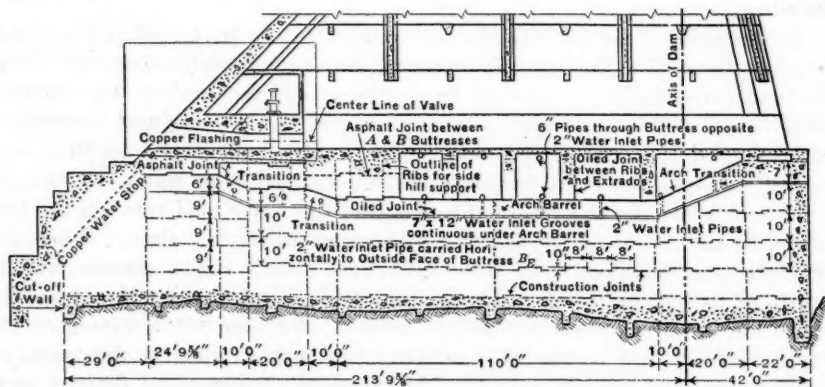 Axis of Dam
Center Line of Valve
Copper Flashing
Asphalt Joint between
A & B Buttresses
6" Pipes through Buttress opposite
2" Water Inlet Pipes
Asphalt Joint
Transition
Outline of
Ribs for side
hill support
Oiled Joint
between Ribs
and Extrados
Arch Transition
7'
Copper Water Stop
6'
6'
10'
9'
10'
Oiled Joint
Arch Barrel
Transition
7" x 12" Water Inlet Grooves
continuous under Arch Barrel
2" Water Inlet Pipes
10'
9'
10'
10'
9'
10'
2" Water Inlet Pipe carried Hori-
zontally to Outside Face of Buttress BE
10" 8' 8' 8'
10'
Cut-off
Wall
Construction Joints
29'0"
24'9⅝"
10'0"
20'0"
10'0"
110'0"
10'0"
20'0"
22'0"
213'9⅝"
42'0"